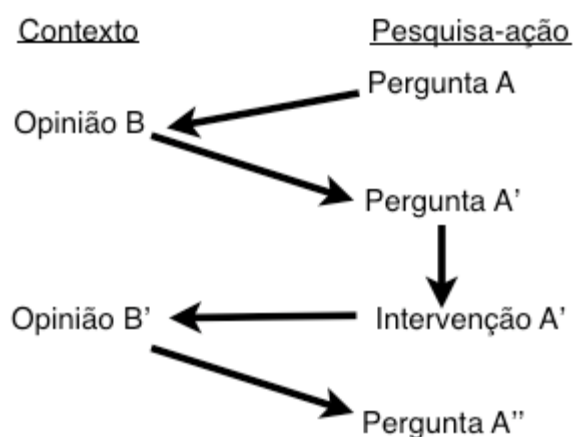 Contexto
Pesquisa-ação
Pergunta A
Opinião B
Pergunta A'
Opinião B'
Intervenção A'
Pergunta A''